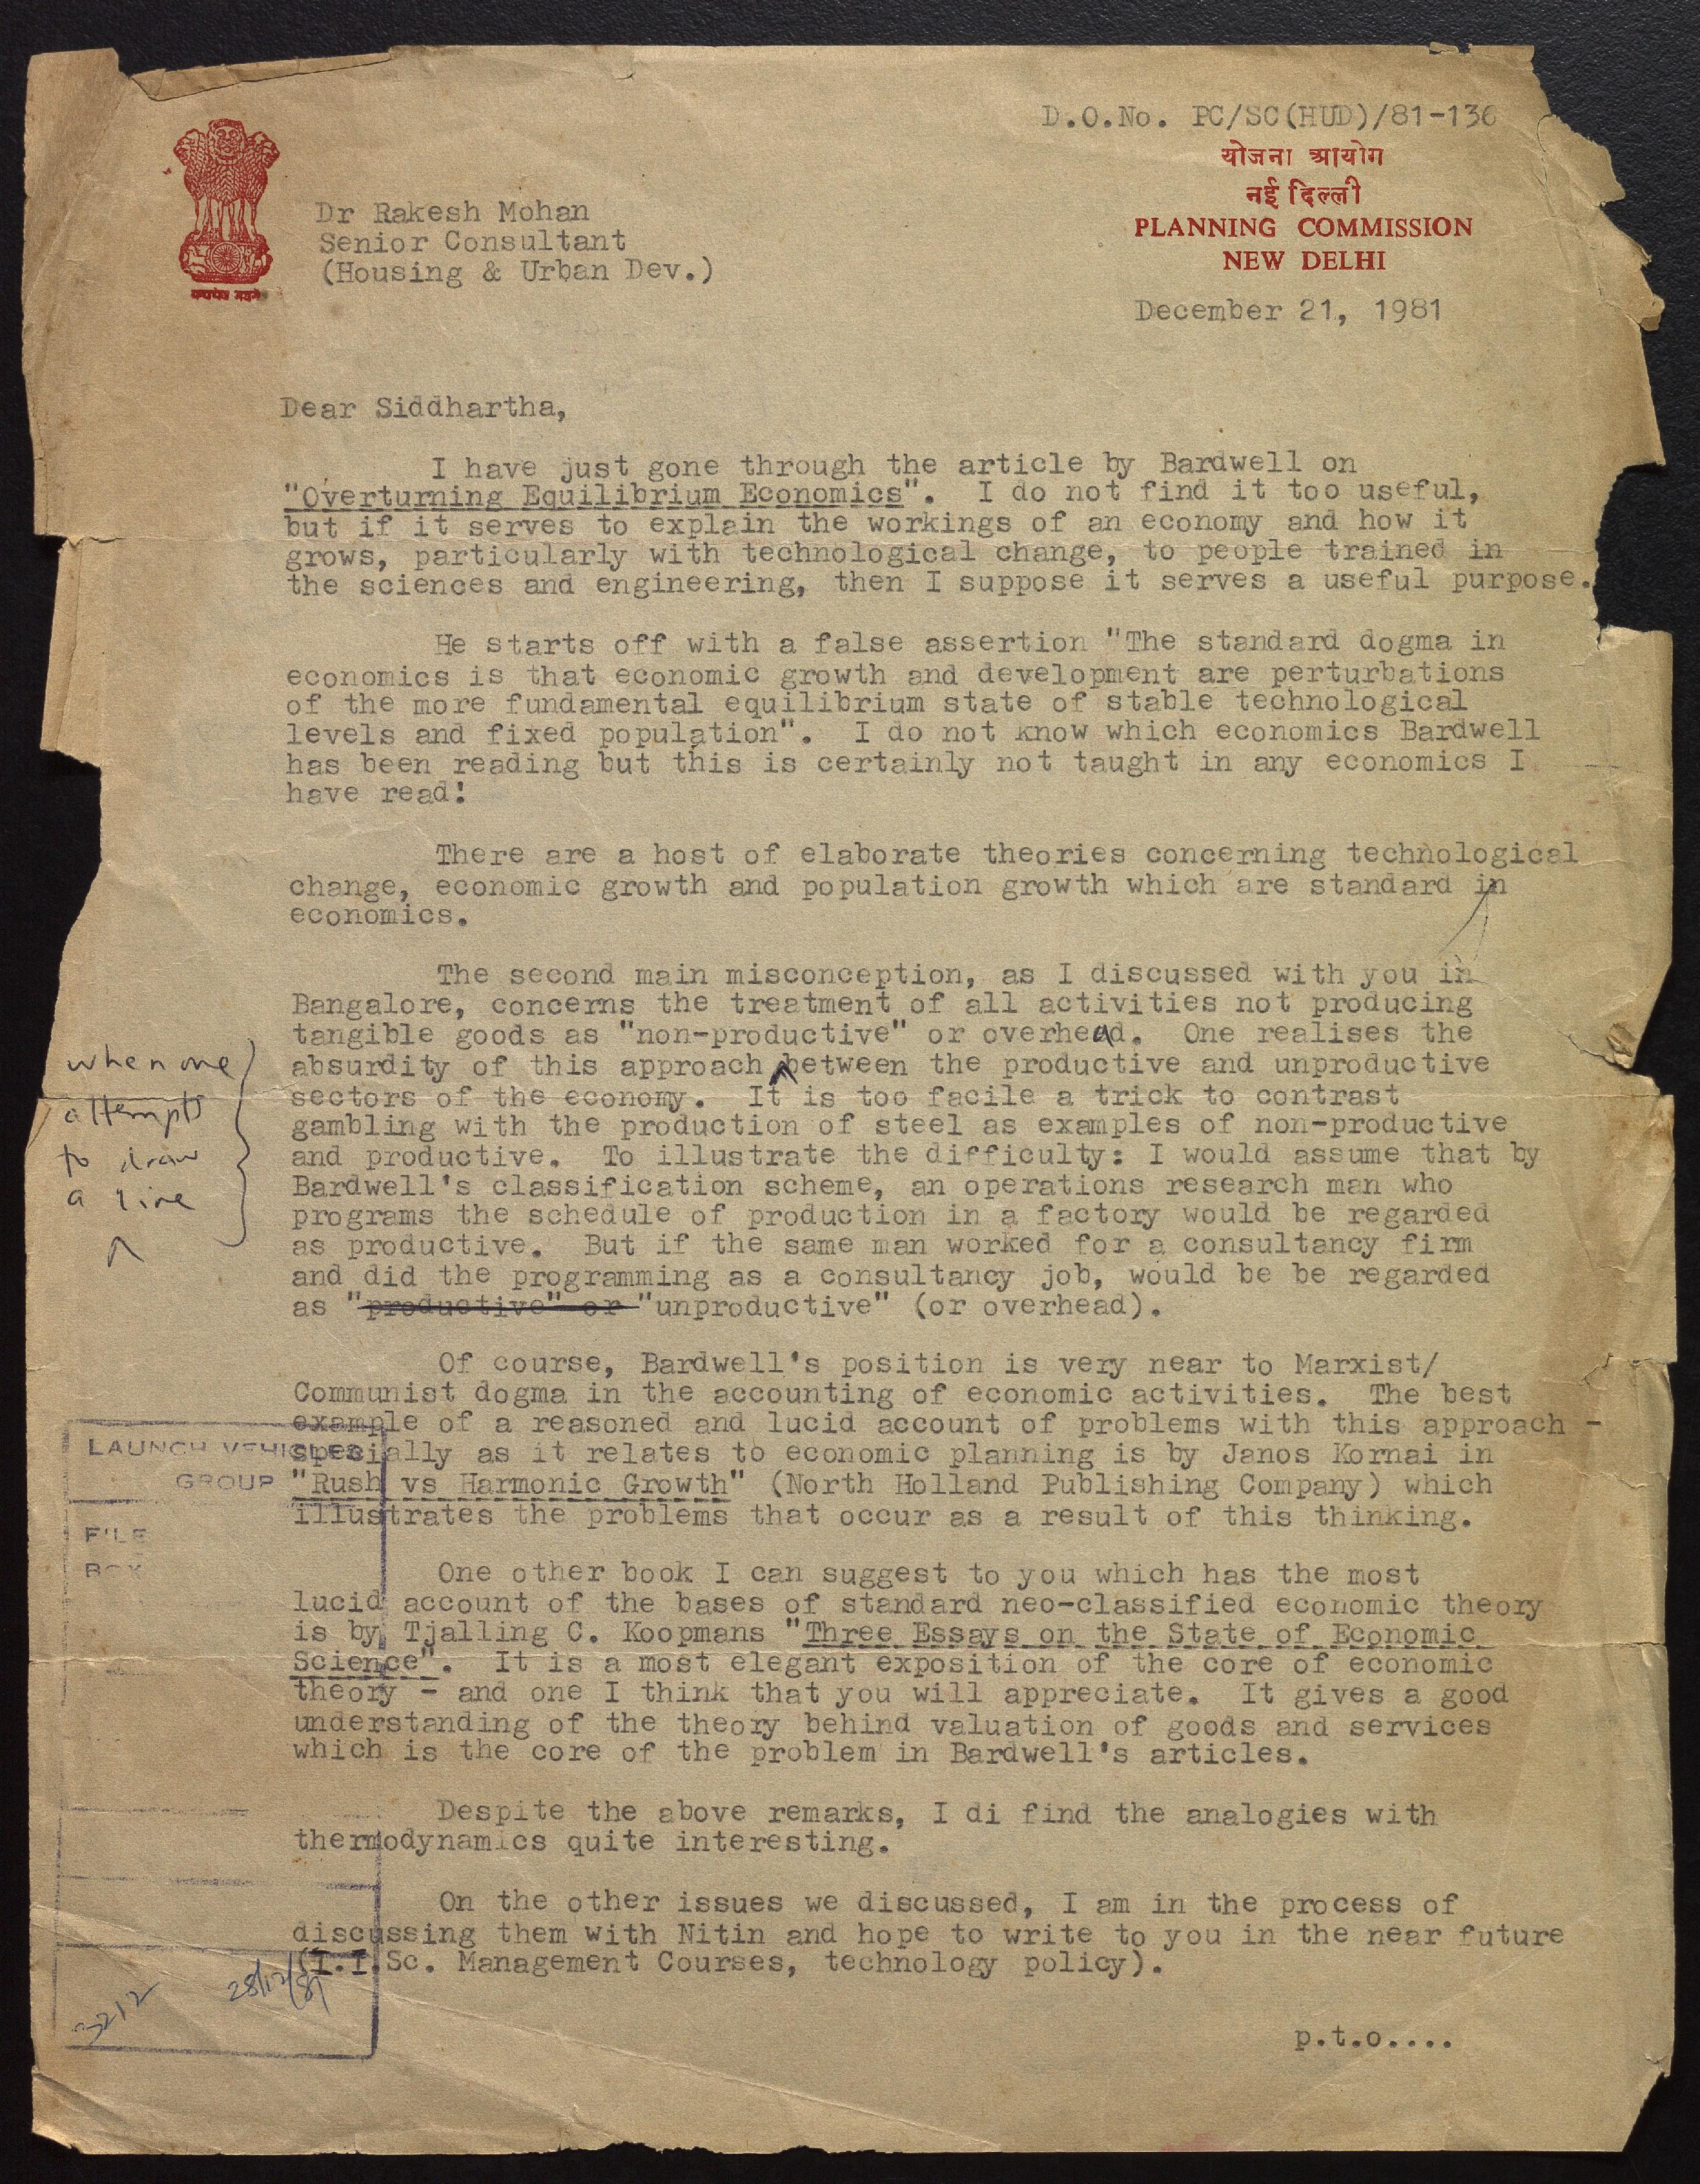 D.O.No. PC/SC(HUD)/81-136
योजना आयोग
नई दिल्ली
PLANNING COMMISSION
NEW DELHI
December 21, 1981
सत्यमेव जयते
Dr Rakesh Mohan
Senior Consultant
(Housing & Urban Dev.)
Dear Siddhartha,
I have just gone through the article by Bardwell on
"Overturning Equilibrium Economics". I do not find it too useful,
but if it serves to explain the workings of an economy and how it
grows, particularly with technological change, to people trained in
the sciences and engineering, then I suppose it serves a useful purpose.
He starts off with a false assertion "The standard dogma in
economics is that economic growth and development are perturbations
of the more fundamental equilibrium state of stable technological
levels and fixed population". I do not know which economics Bardwell
has been reading but this is certainly not taught in any economics I
have read!
There are a host of elaborate theories concerning technological
change, economic growth and population growth which are standard in
economics.
The second main misconception, as I discussed with you in
Bangalore, concerns the treatment of all activities not producing
tangible goods as "non-productive" or overhead. One realises the
absurdity of this approach between the productive and unproductive
sectors of the economy. It is too facile a trick to contrast
gambling with the production of steel as examples of non-productive
and productive. To illustrate the difficulty: I would assume that by
Bardwell's classification scheme, an operations research man who
programs the schedule of production in a factory would be regarded
as productive. But if the same man worked for a consultancy firm
and did the programming as a consultancy job, would be be regarded
as "productive" or "unproductive" (or overhead).
when one
attempts
to draw
a line
Of course, Bardwell's position is very near to Marxist/
Communist dogma in the accounting of economic activities. The best
example of a reasoned and lucid account of problems with this approach -
specially as it relates to economic planning is by Janos Kornai in
"Rush vs Harmonic Growth" (North Holland Publishing Company) which
illustrates the problems that occur as a result of this thinking.
One other book I can suggest to you which has the most
lucid account of the bases of standard neo-classified economic theory
is by Tjalling C. Koopmans "Three Essays on the State of Economic
Science". It is a most elegant exposition of the core of economic
theory - and one I think that you will appreciate. It gives a good
understanding of the theory behind valuation of goods and services
which is the core of the problem in Bardwell's articles.
Despite the above remarks, I di find the analogies with
thermodynamics quite interesting.
On the other issues we discussed, I am in the process of
discussing them with Nitin and hope to write to you in the near future
(I.I.Sc. Management Courses, technology policy).
p.t.o....
LAUNCH VEHICLES
GROUP
FILE
BOX
3212
28/12/81